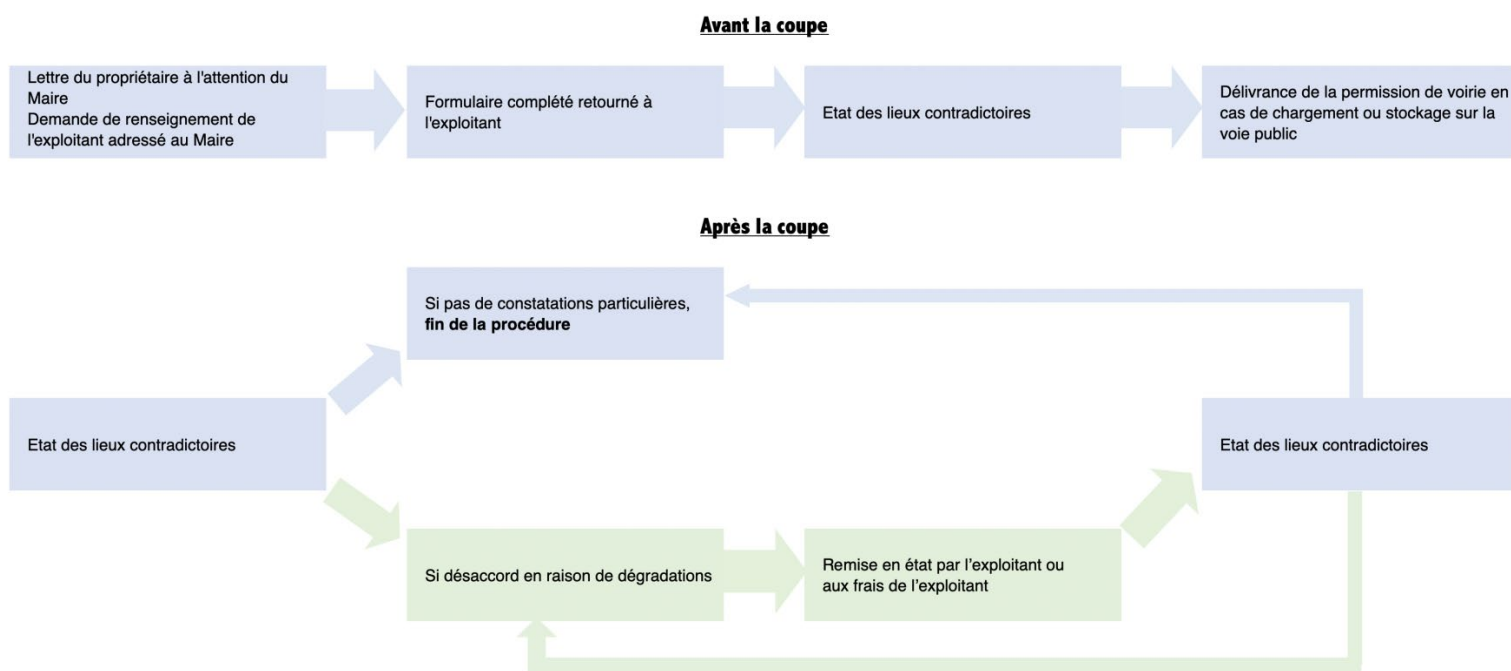 Avant la coupe
Lettre du propriétaire à l'attention du
Maire
Demande de renseignement de
l'exploitant adressé au Maire
Formulaire complété retourné à
l'exploitant
Etat des lieux contradictoires
Délivrance de la permission de voirie en
cas de chargement ou stockage sur la
voie public
Après la coupe
Si pas de constatations particulières,
fin de la procédure
Etat des lieux contradictoires
Etat des lieux contradictoires
Si désaccord en raison de dégradations
Remise en état par l'exploitant ou
aux frais de l'exploitant